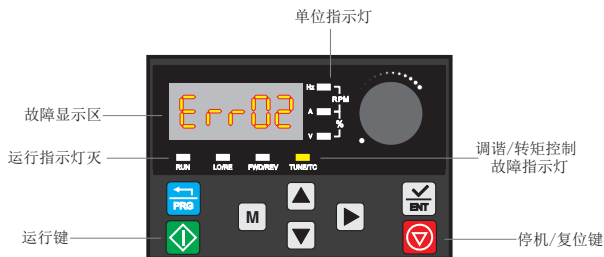 单位指示灯
Hz
RPM
A
%
V
Err02
故障显示区
运行指示灯灭
RUN
LO/RE
FWD/REV
TUNE/TC
调谐/转矩控制
故障指示灯
PRG
M
ENT
运行键
停机/复位键